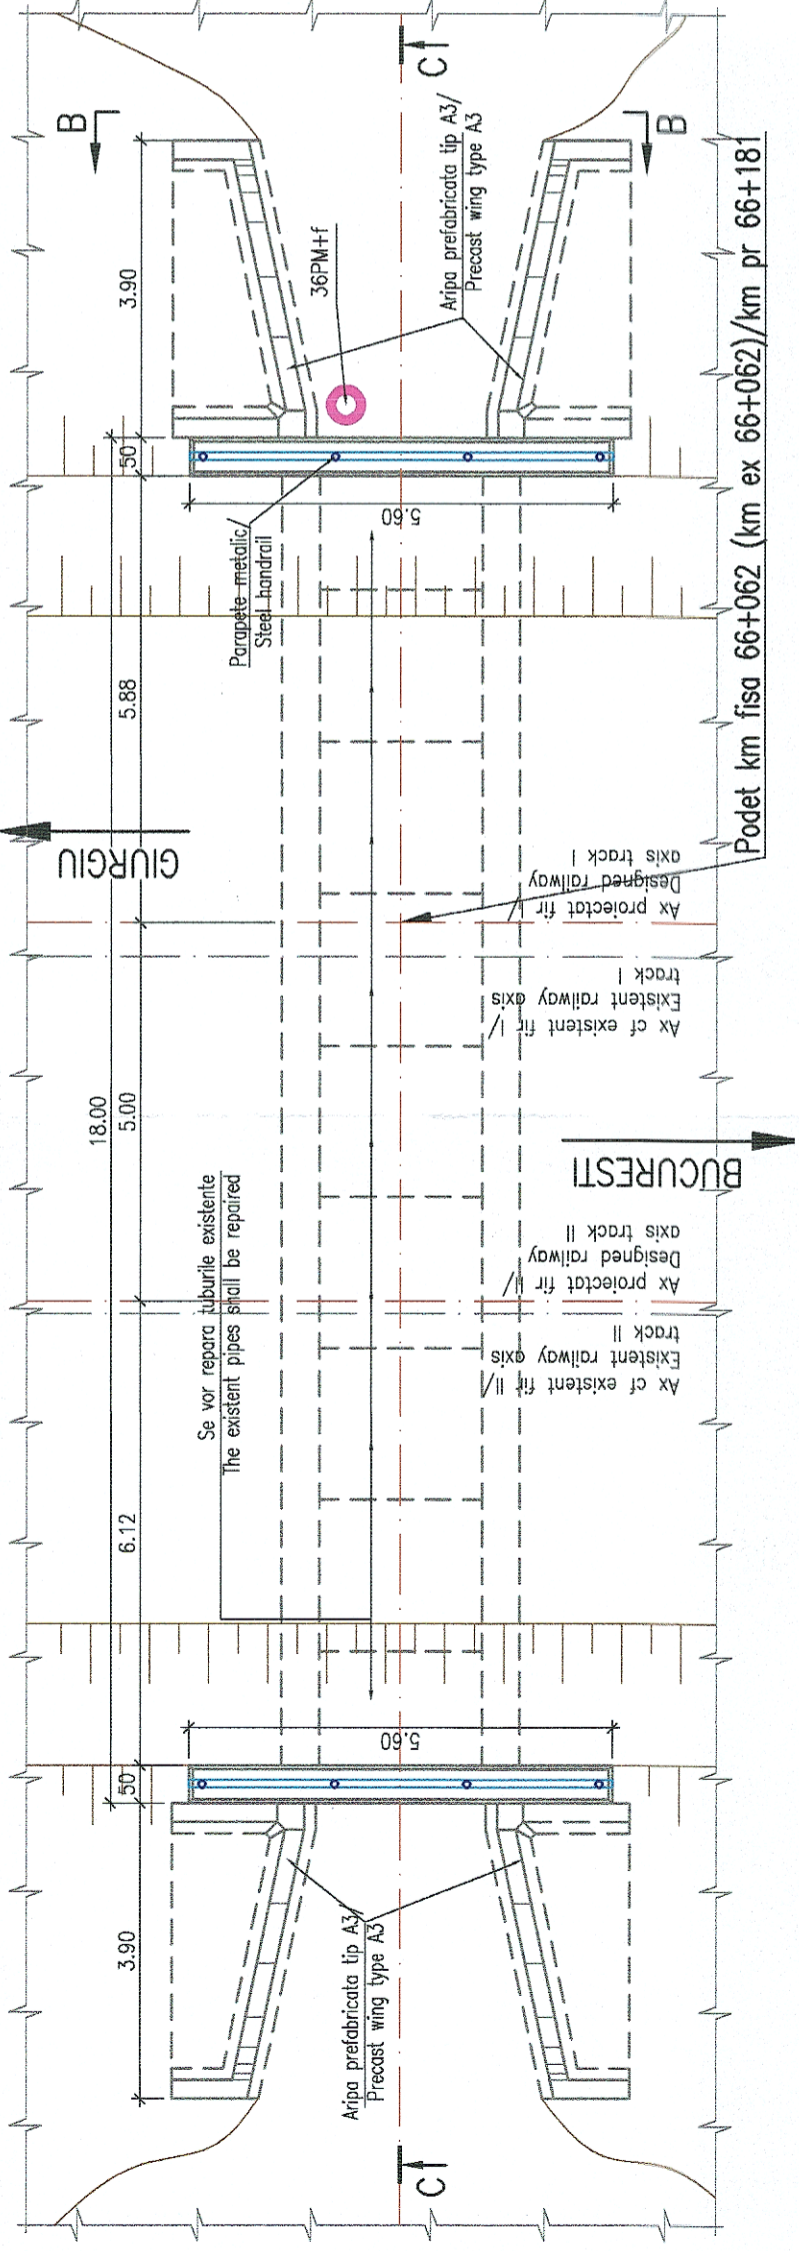 B
C
3.90
Aripa prefabricata tip A3/
Precast wing type A3
B
36PM+f
50
5.60
Parapete metalic/
Steel handrail
5.88
GIURGIU
Ax proiectat fir I/
Designed railway
axis track I
Podet km fisa 66+062 (km ex 66+062)/km pr 66+181
Ax cf existent fir I/
Existent railway axis
track I
18.00
5.00
BUCURESTI
Se vor repara tuburile existente
The existent pipes shall be repaired
Ax proiectat fir II/
Designed railway
axis track II
Ax cf existent fir II/
Existent railway axis
track II
6.12
5.60
50
3.90
Aripa prefabricata tip A3/
Precast wing type A3
C